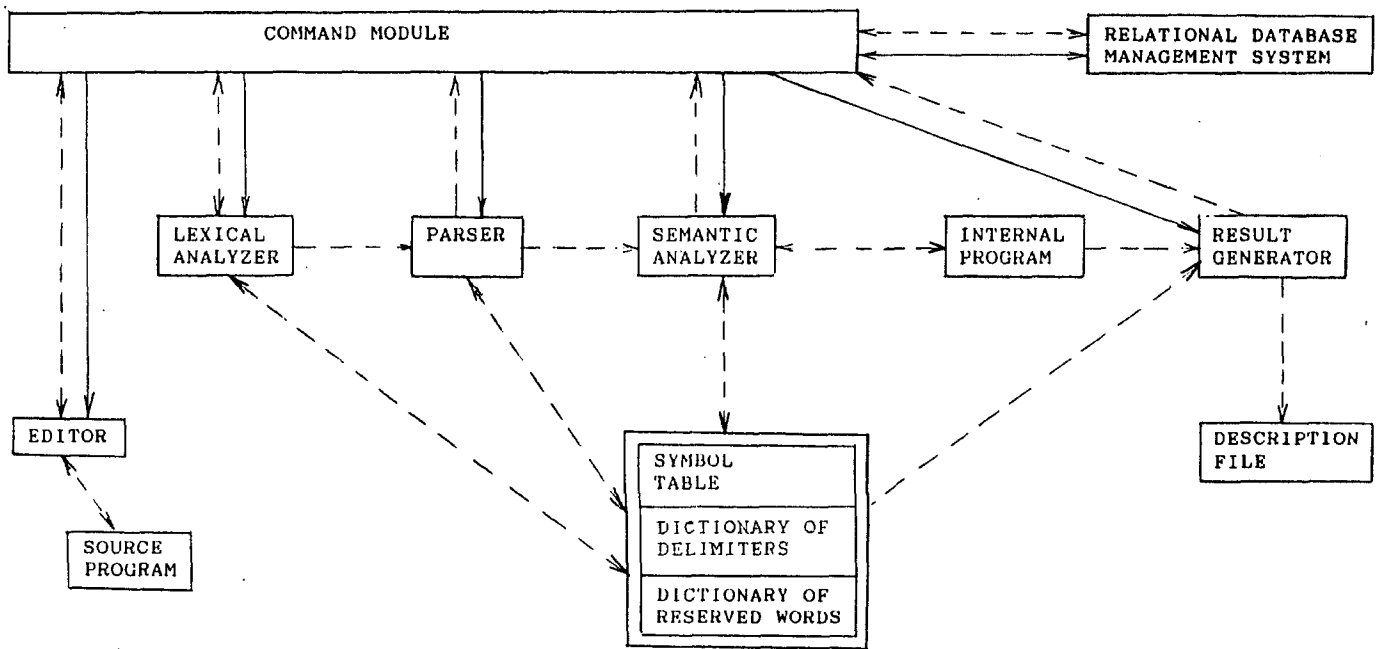 COMMAND MODULE
RELATIONAL DATABASE
MANAGEMENT SYSTEM
LEXICAL
ANALYZER
PARSER
SEMANTIC
ANALYZER
INTERNAL
PROGRAM
RESULT
GENERATOR
EDITOR
SOURCE
PROGRAM
SYMBOL
TABLE
DICTIONARY OF
DELIMITERS
DICTIONARY OF
RESERVED WORDS
DESCRIPTION
FILE